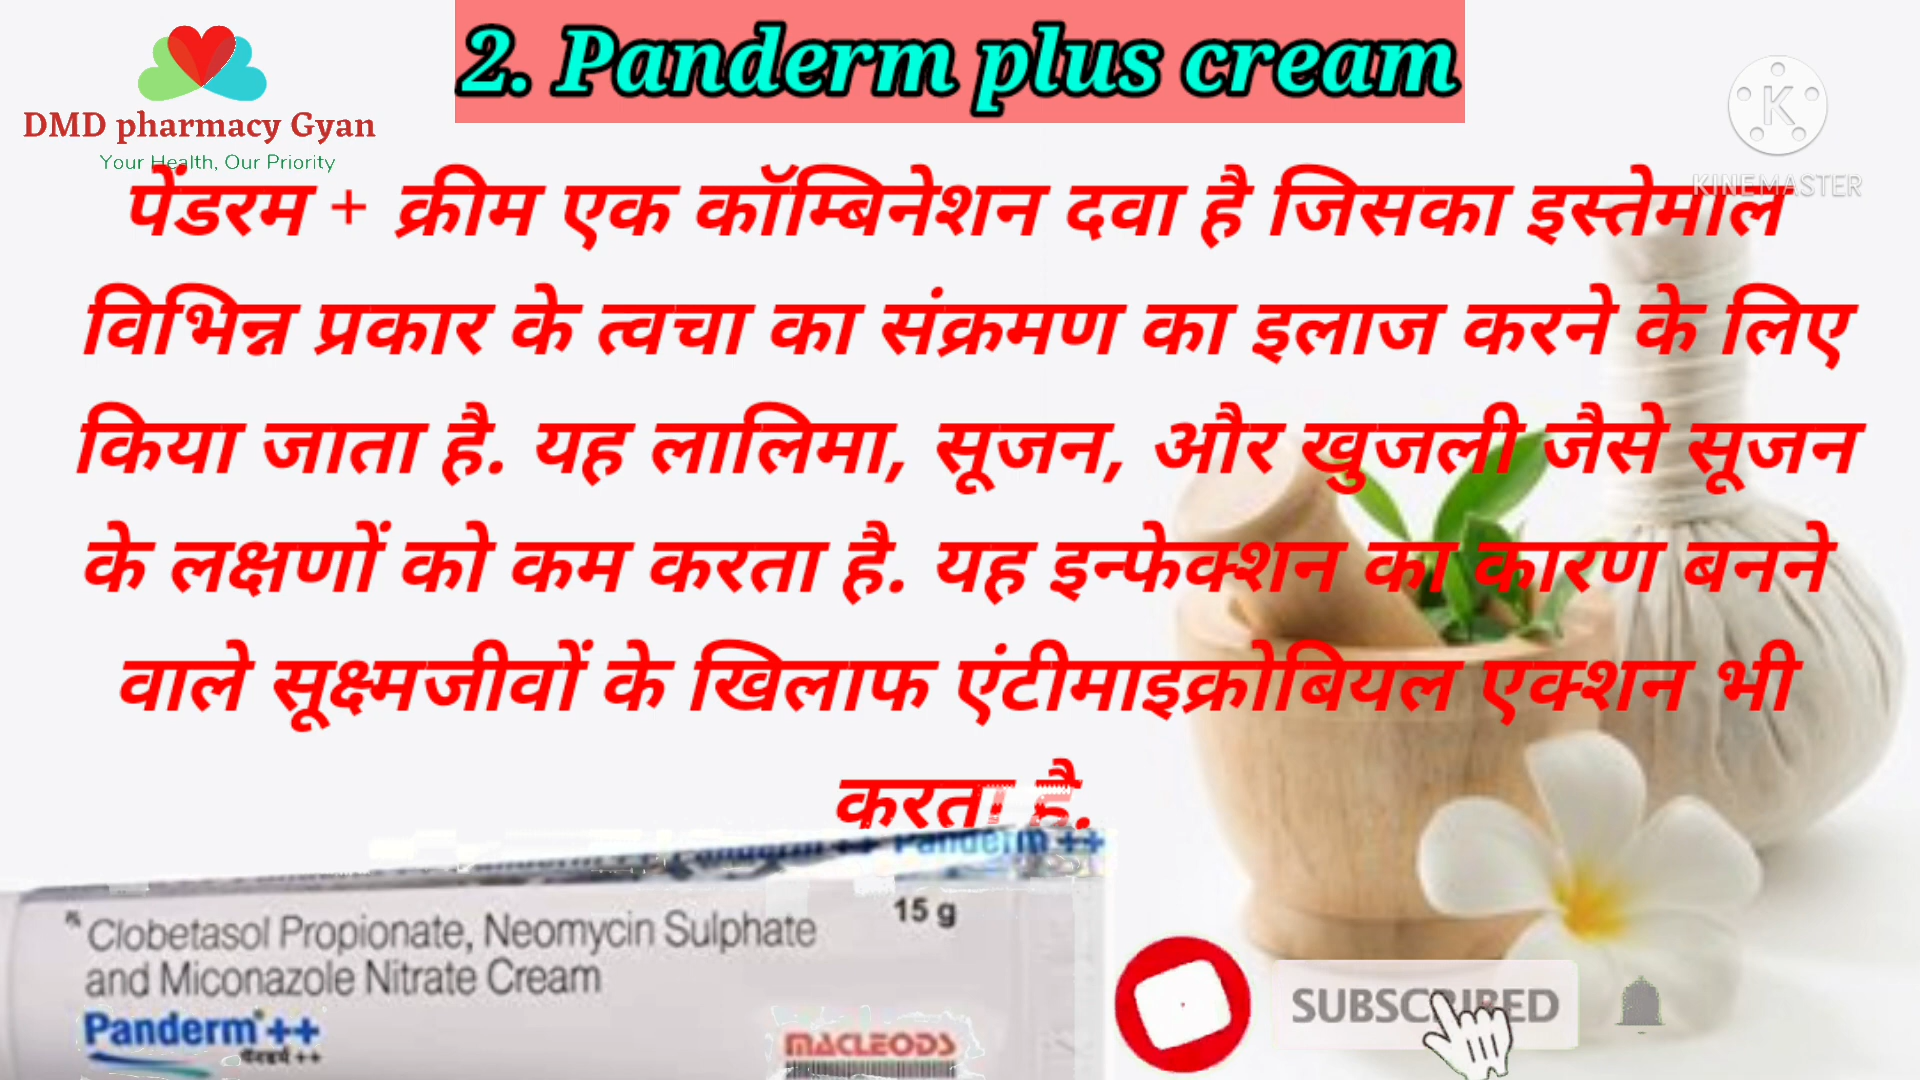 2. Panderm plus cream
DMD pharmacy Gyan
Your Health, Our Priority
K
KINEMASTER
पेंडरम + क्रीम एक कॉम्बिनेशन दवा है जिसका इस्तेमाल
विभिन्न प्रकार के त्वचा का संक्रमण का इलाज करने के लिए
किया जाता है. यह लालिमा, सूजन, और खुजली जैसे सूजन
के लक्षणों को कम करता है. यह इन्फेक्शन का कारण बनने
वाले सूक्ष्मजीवों के खिलाफ एंटीमाइक्रोबियल एक्शन भी
करता है.
Panderm ++
Rx Clobetasol Propionate, Neomycin Sulphate
and Miconazole Nitrate Cream
15 g
Panderm®++
MACLEODS
SUBSCRIBED